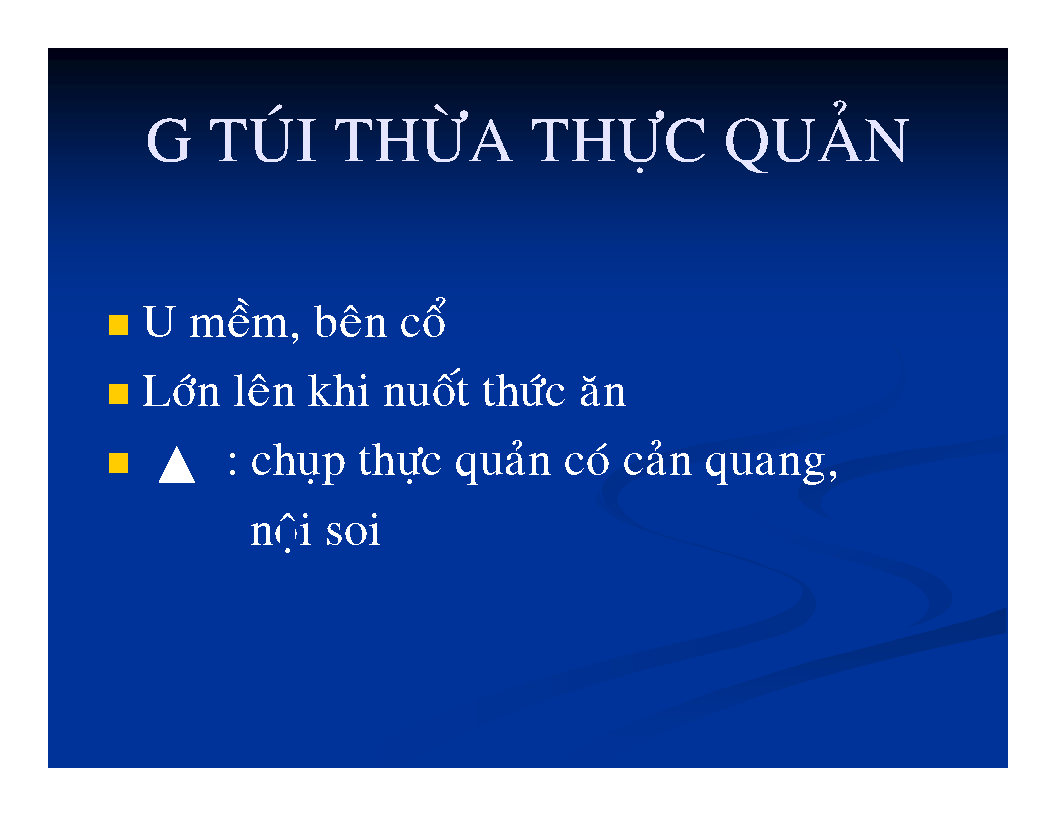 G TÚI THỪA THỰC QUẢN
U mềm, bên cổ
Lớn lên khi nuốt thức ăn
▲ : chụp thực quản có cản quang,
nội soi